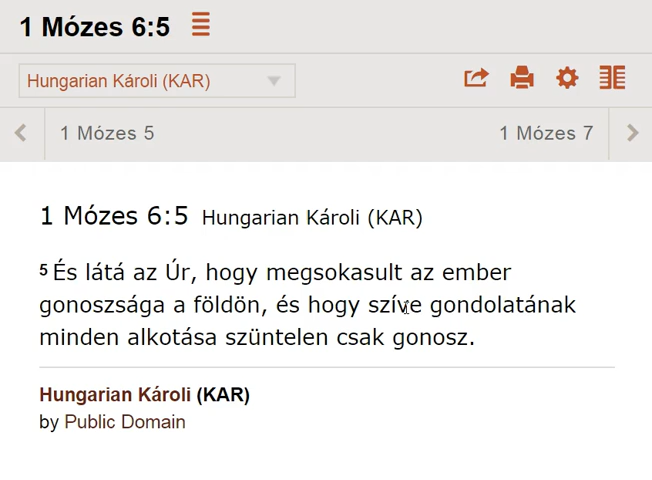 1 Mózes 6:5
Hungarian Károli (KAR)
1 Mózes 5
1 Mózes 7
1 Mózes 6:5 Hungarian Károli (KAR)
5 És látá az Úr, hogy megsokasult az ember
gonoszsága a földön, és hogy szíve gondolatának
minden alkotása szüntelen csak gonosz.
Hungarian Károli (KAR)
by Public Domain